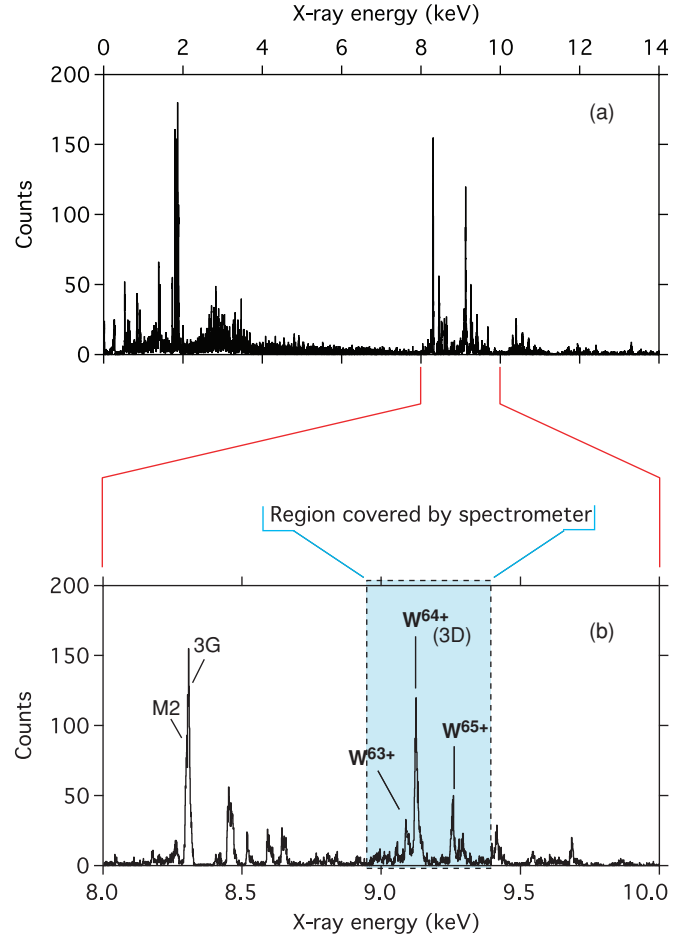 X-ray energy (keV)
0 2 4 6 8 10 12 14
200
(a)
150
Counts
100
50
0
Region covered by spectrometer
200
W64+
(3D)
(b)
3G
150
M2
Counts
100
W63+
W65+
50
0
8.0 8.5 9.0 9.5 10.0
X-ray energy (keV)